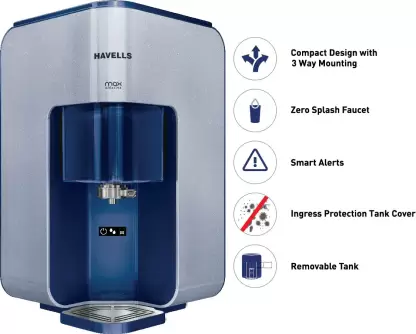 HAVELLS
max
Compact Design with
3 Way Mounting
Zero Splash Faucet
Smart Alerts
Ingress Protection Tank Cover
Removable Tank